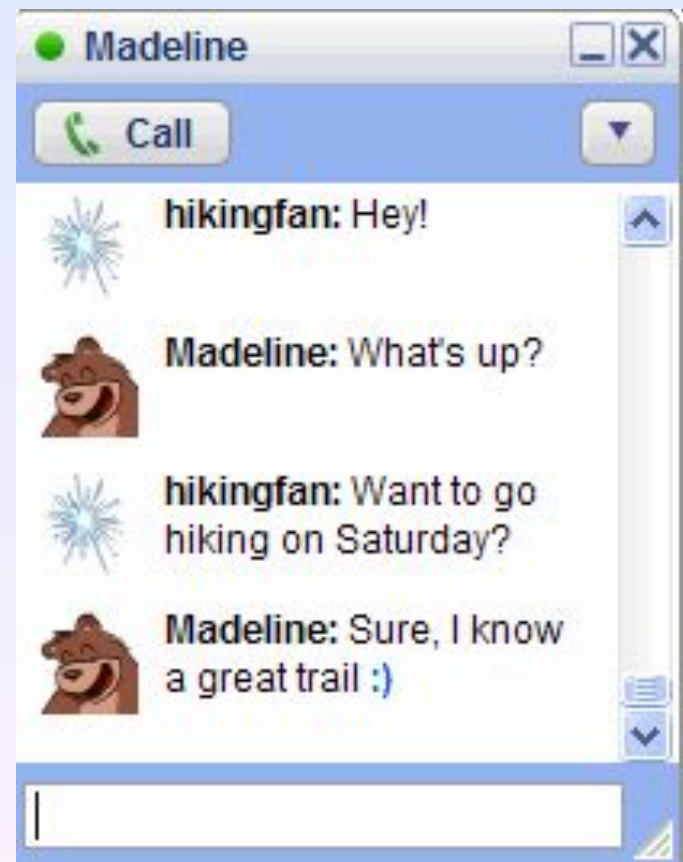 Madeline
Call
hikingfan: Hey!
Madeline: What's up?
hikingfan: Want to go
hiking on Saturday?
Madeline: Sure, I know
a great trail :)